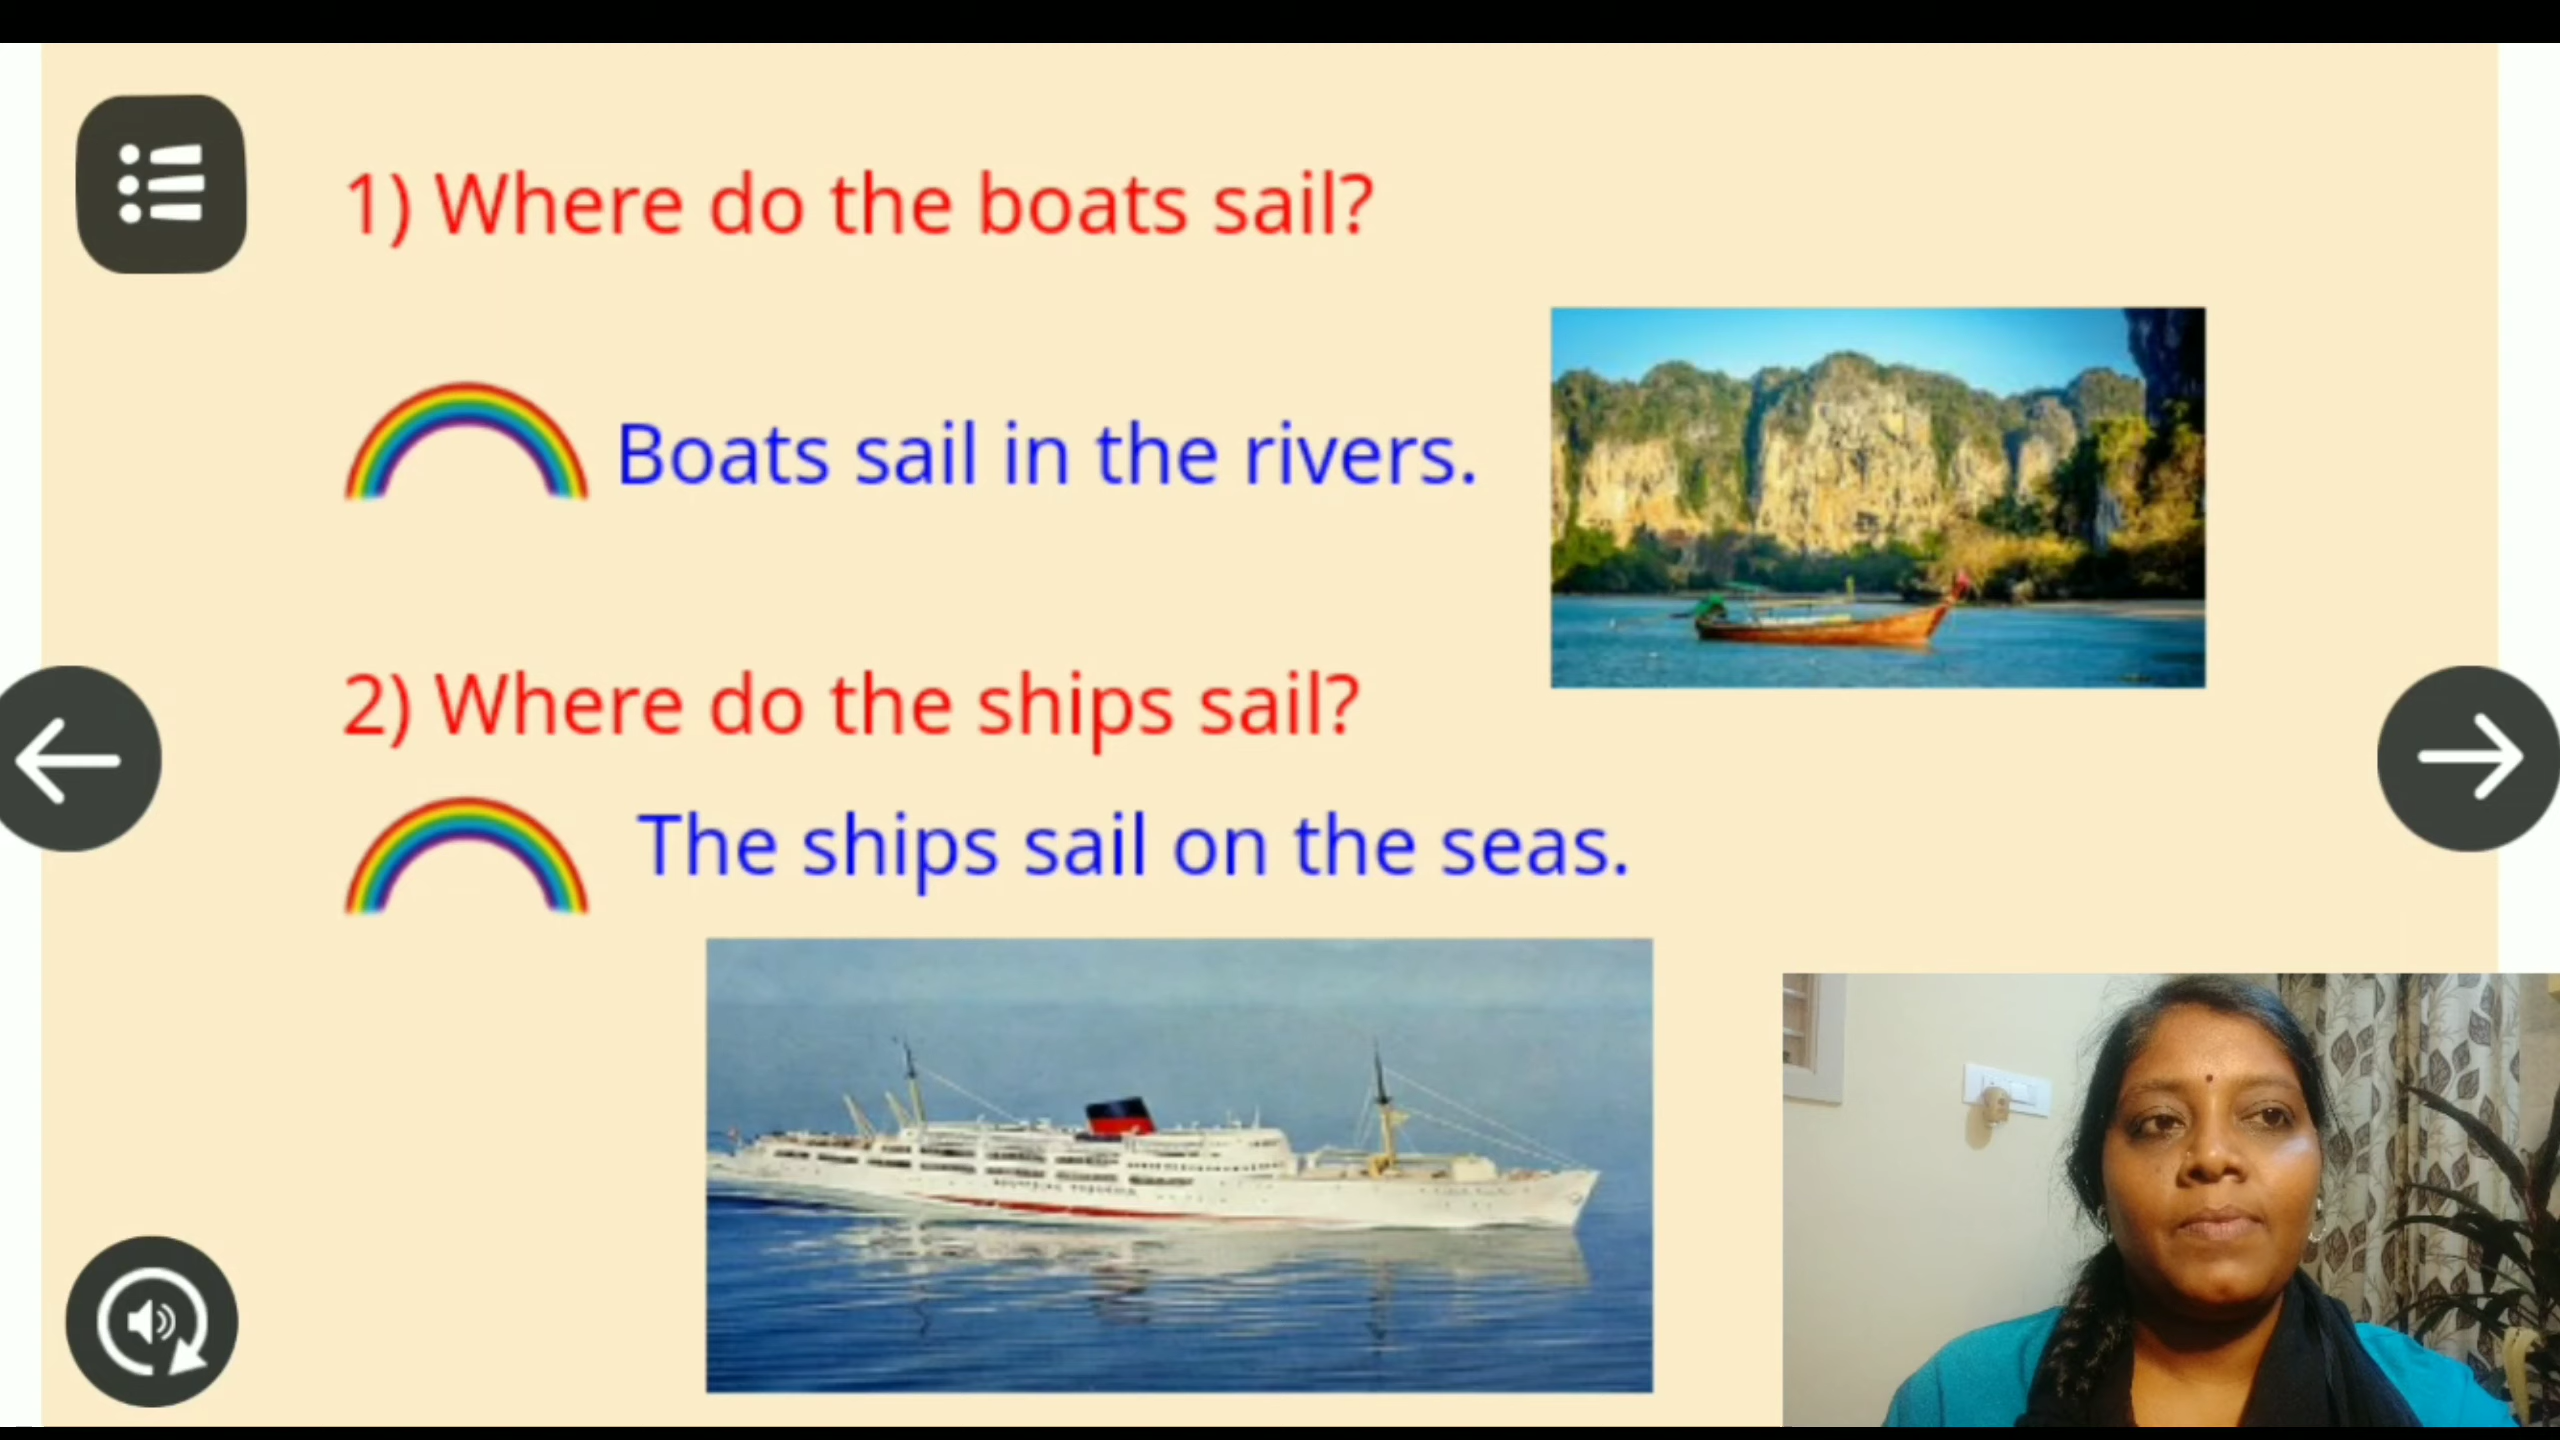 1) Where do the boats sail?
Boats sail in the rivers.
2) Where do the ships sail?
The ships sail on the seas.